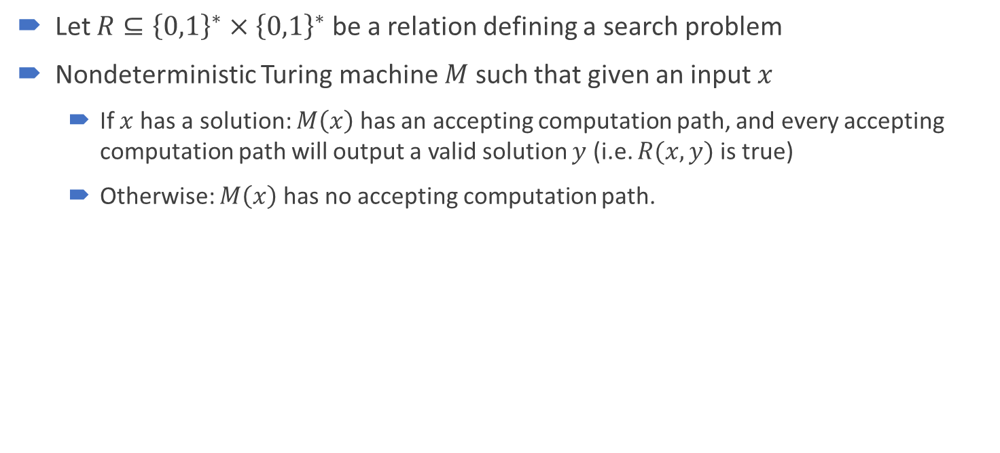 Let R ⊆ {0,1}* × {0,1}* be a relation defining a search problem
Nondeterministic Turing machine M such that given an input x
If x has a solution: M(x) has an accepting computation path, and every accepting
computation path will output a valid solution y (i.e. R(x, y) is true)
Otherwise: M(x) has no accepting computation path.